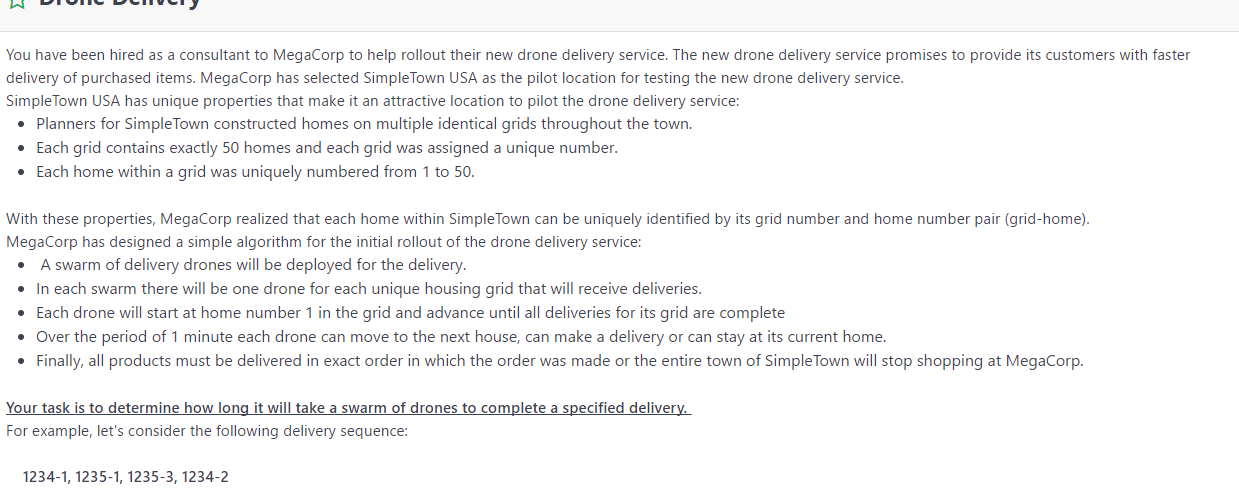 Drone Delivery
You have been hired as a consultant to MegaCorp to help rollout their new drone delivery service. The new drone delivery service promises to provide its customers with faster
delivery of purchased items. MegaCorp has selected SimpleTown USA as the pilot location for testing the new drone delivery service.
SimpleTown USA has unique properties that make it an attractive location to pilot the drone delivery service:
• Planners for SimpleTown constructed homes on multiple identical grids throughout the town.
• Each grid contains exactly 50 homes and each grid was assigned a unique number.
• Each home within a grid was uniquely numbered from 1 to 50.
With these properties, MegaCorp realized that each home within SimpleTown can be uniquely identified by its grid number and home number pair (grid-home).
MegaCorp has designed a simple algorithm for the initial rollout of the drone delivery service:
• A swarm of delivery drones will be deployed for the delivery.
• In each swarm there will be one drone for each unique housing grid that will receive deliveries.
• Each drone will start at home number 1 in the grid and advance until all deliveries for its grid are complete
• Over the period of 1 minute each drone can move to the next house, can make a delivery or can stay at its current home.
• Finally, all products must be delivered in exact order in which the order was made or the entire town of SimpleTown will stop shopping at MegaCorp.
Your task is to determine how long it will take a swarm of drones to complete a specified delivery.
For example, let's consider the following delivery sequence:
1234-1, 1235-1, 1235-3, 1234-2